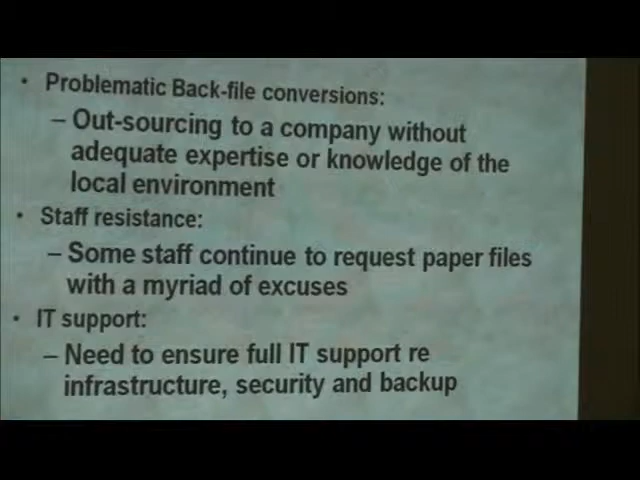 • Problematic Back-file conversions:
– Out-sourcing to a company without
adequate expertise or knowledge of the
local environment
• Staff resistance:
– Some staff continue to request paper files
with a myriad of excuses
• IT support:
– Need to ensure full IT support re
infrastructure, security and backup